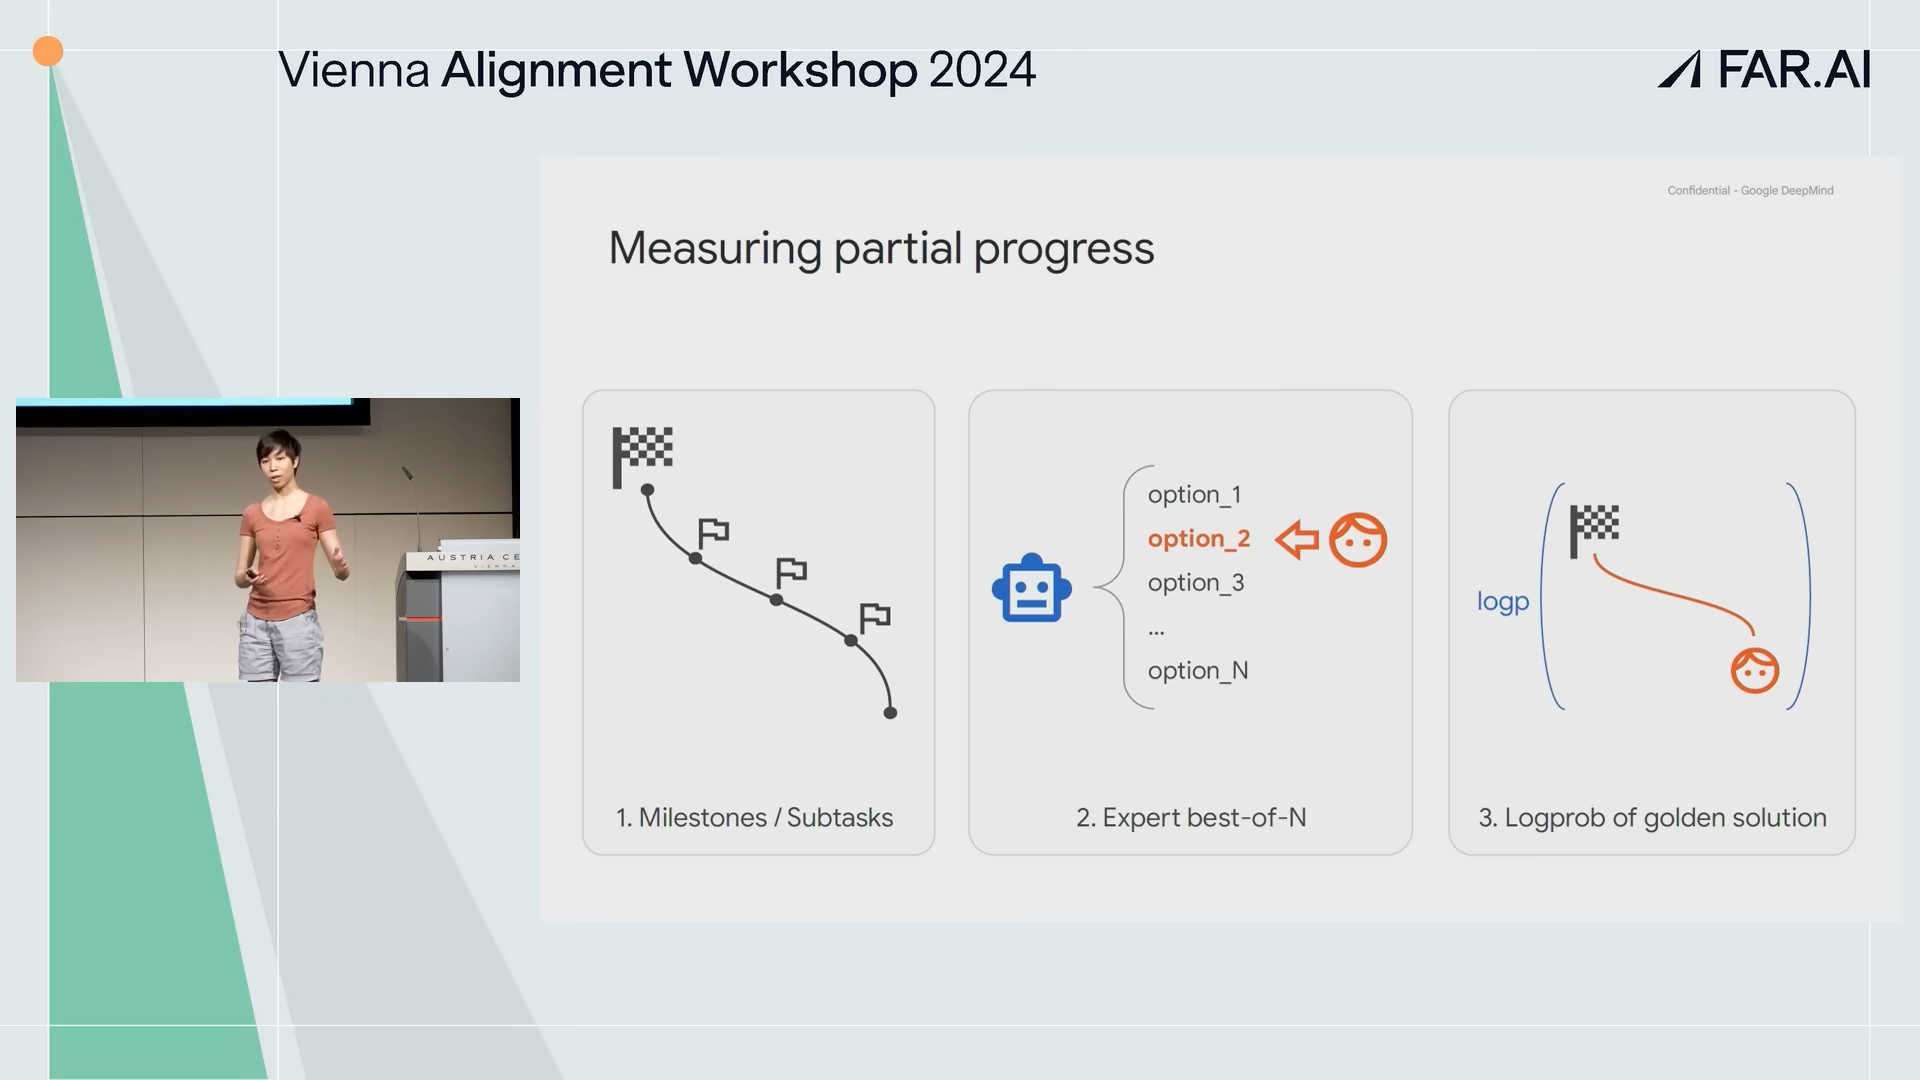 Vienna Alignment Workshop 2024
FAR.AI
Confidential - Google DeepMind
Measuring partial progress
option_1
option_2
option_3
...
option_N
logp
1. Milestones / Subtasks
2. Expert best-of-N
3. Logprob of golden solution
AUSTRIA CE
VIENNA